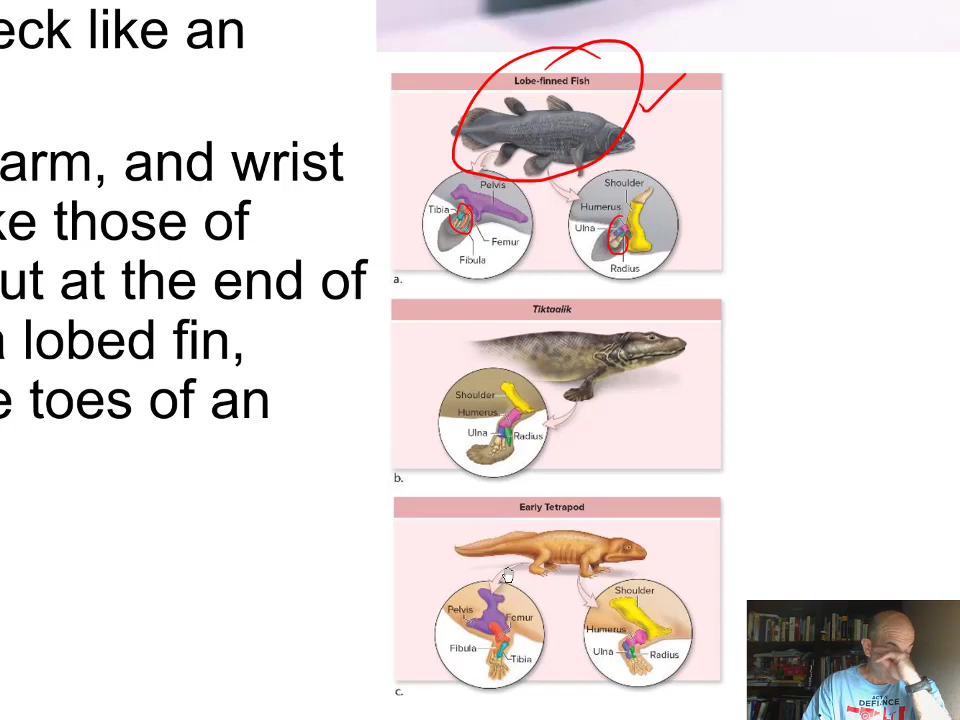 eck like an
arm, and wrist
ke those of
ut at the end of
a lobed fin,
e toes of an
Lobe-finned Fish
Pelvis
Tibia
Femur
Fibula
Shoulder
Humerus
Ulna
Radius
a.
Tiktaalik
Shoulder
Humerus
Ulna
Radius
b.
Early Tetrapod
Pelvis
Femur
Fibula
Tibia
Shoulder
Humerus
Ulna
Radius
c.
DEFIANCE